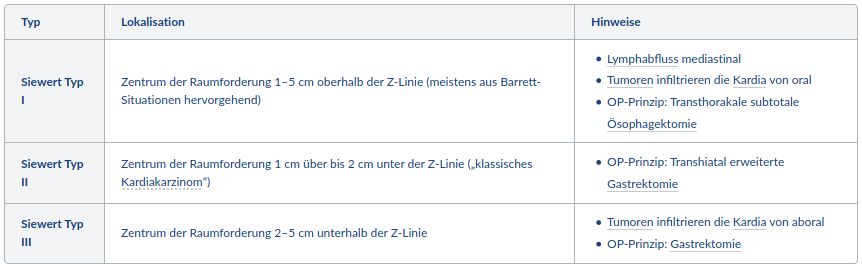 Typ Lokalisation Hinweise
Siewert Typ
I
Zentrum der Raumforderung 1–5 cm oberhalb der Z-Linie (meistens aus Barrett-
Situationen hervorgehend)
• Lymphabfluss mediastinal
• Tumoren infiltrieren die Kardia von oral
• OP-Prinzip: Transthorakale subtotale
Ösophagektomie
Siewert Typ
II
Zentrum der Raumforderung 1 cm über bis 2 cm unter der Z-Linie („klassisches
Kardiakarzinom“)
• OP-Prinzip: Transhiatal erweiterte
Gastrektomie
Siewert Typ
III
Zentrum der Raumforderung 2–5 cm unterhalb der Z-Linie
• Tumoren infiltrieren die Kardia von aboral
• OP-Prinzip: Gastrektomie